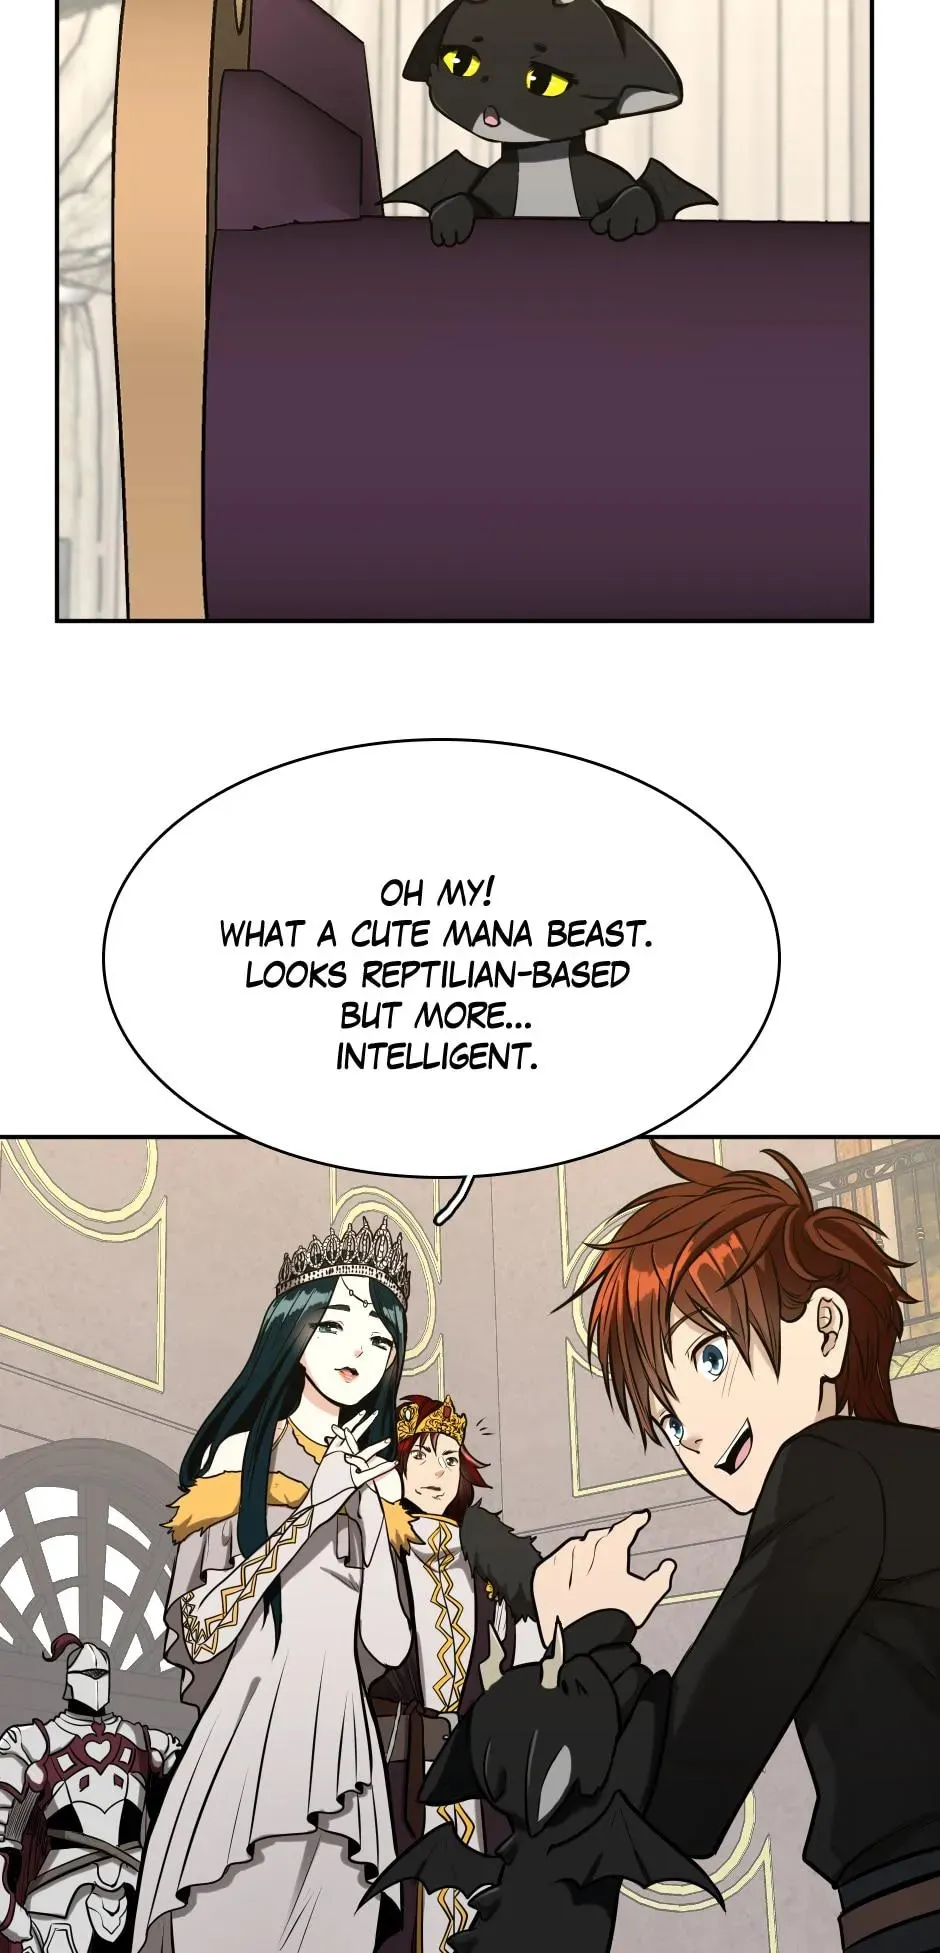 OH MY!
WHAT A CUTE MANA BEAST.
LOOKS REPTILIAN-BASED
BUT MORE...
INTELLIGENT.